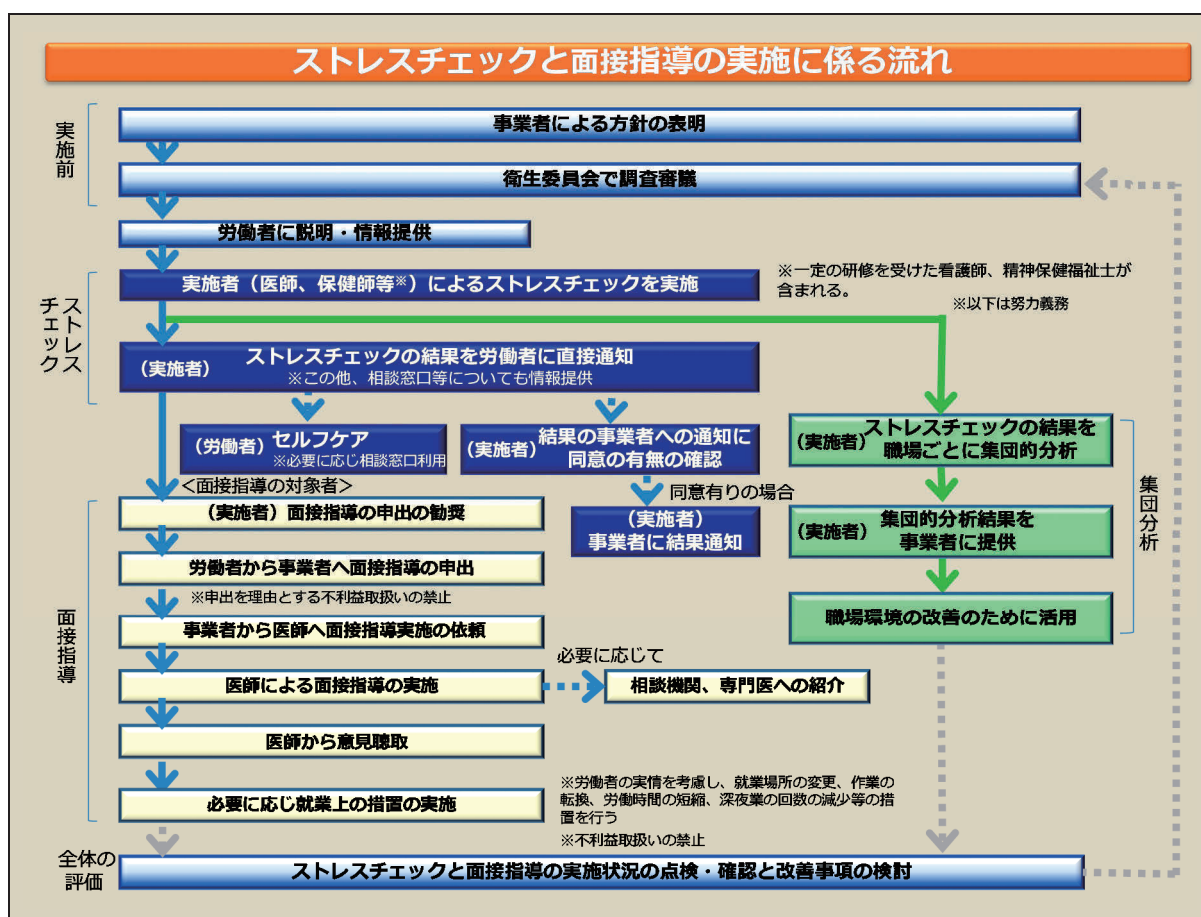 ストレスチェックと面接指導の実施に係る流れ
実施前
事業者による方針の表明
衛生委員会で調査審議
労働者に説明・情報提供
ストレスチェック
実施者（医師、保健師等※）によるストレスチェックを実施
※一定の研修を受けた看護師、精神保健福祉士が
含まれる。
※以下は努力義務
（実施者）
ストレスチェックの結果を労働者に直接通知
※この他、相談窓口等についても情報提供
（労働者）セルフケア
※必要に応じ相談窓口利用
（実施者）
結果の事業者への通知に
同意の有無の確認
同意有りの場合
（実施者）
事業者に結果通知
集団分析
（実施者）
ストレスチェックの結果を
職場ごとに集団的分析
（実施者）
集団的分析結果を
事業者に提供
職場環境の改善のために活用
面接指導
＜面接指導の対象者＞
（実施者）面接指導の申出の勧奨
労働者から事業者へ面接指導の申出
※申出を理由とする不利益取扱いの禁止
事業者から医師へ面接指導実施の依頼
医師による面接指導の実施
必要に応じて
相談機関、専門医への紹介
医師から意見聴取
必要に応じ就業上の措置の実施
※労働者の実情を考慮し、就業場所の変更、作業の
転換、労働時間の短縮、深夜業の回数の減少等の措
置を行う
※不利益取扱いの禁止
全体の
評価
ストレスチェックと面接指導の実施状況の点検・確認と改善事項の検討